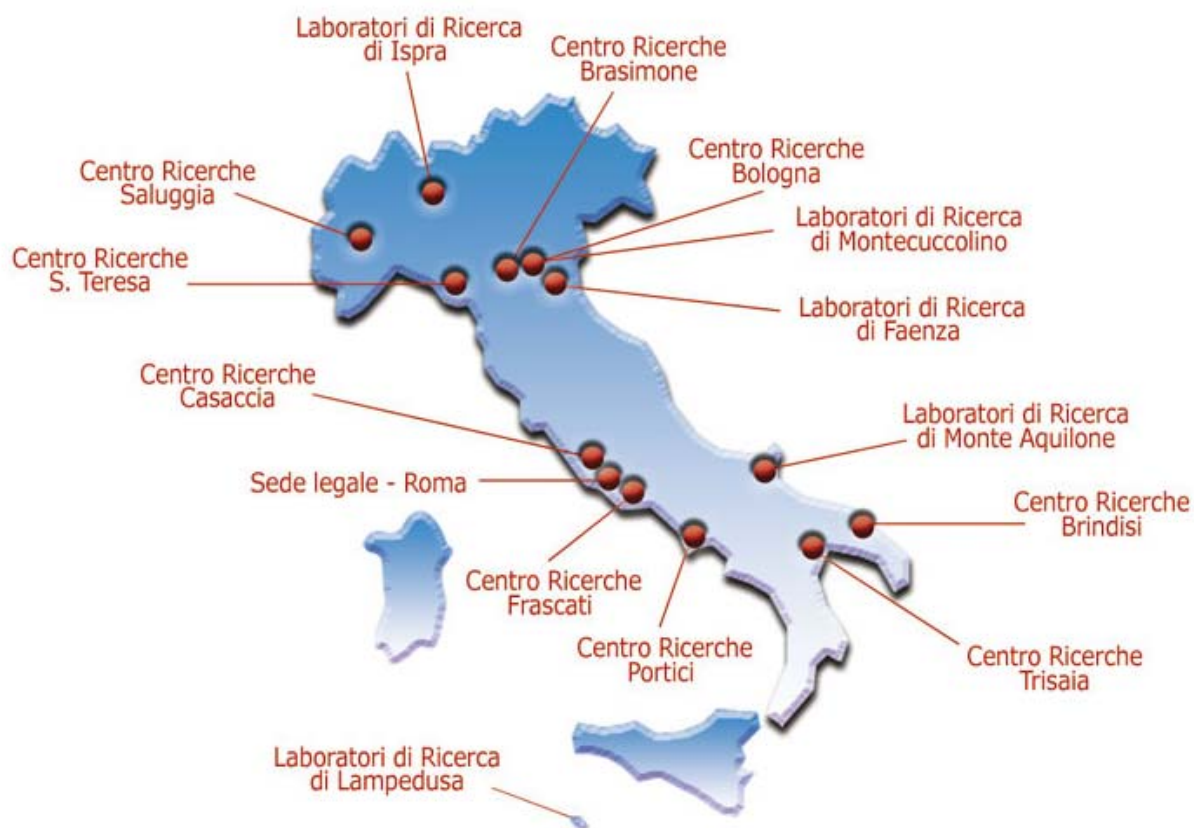 Laboratori di Ricerca
di Ispra
Centro Ricerche
Brasimone
Centro Ricerche
Saluggia
Centro Ricerche
Bologna
Laboratori di Ricerca
di Montecuccolino
Centro Ricerche
S. Teresa
Laboratori di Ricerca
di Faenza
Centro Ricerche
Casaccia
Laboratori di Ricerca
di Monte Aquilone
Sede legale - Roma
Centro Ricerche
Brindisi
Centro Ricerche
Frascati
Centro Ricerche
Portici
Centro Ricerche
Trisaia
Laboratori di Ricerca
di Lampedusa